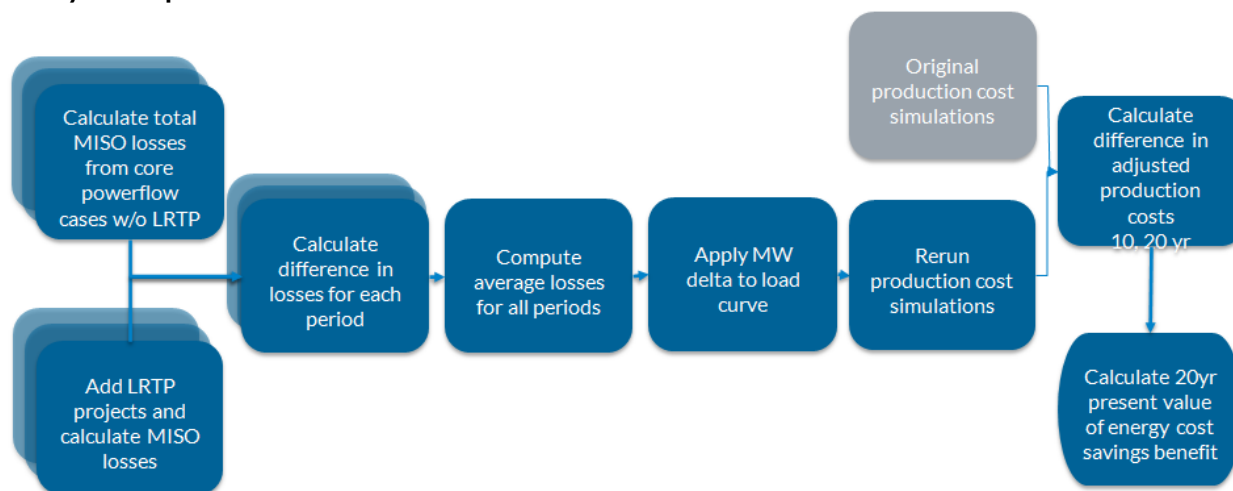 Calculate total
MISO losses
from core
powerflow
cases w/o LRTP
Add LRTP
projects and
calculate MISO
losses
Calculate
difference in
losses for each
period
Compute
average losses
for all periods
Apply MW
delta to load
curve
Rerun
production cost
simulations
Original
production cost
simulations
Calculate
difference in
adjusted
production
costs
10, 20 yr
Calculate 20yr
present value
of energy cost
savings benefit